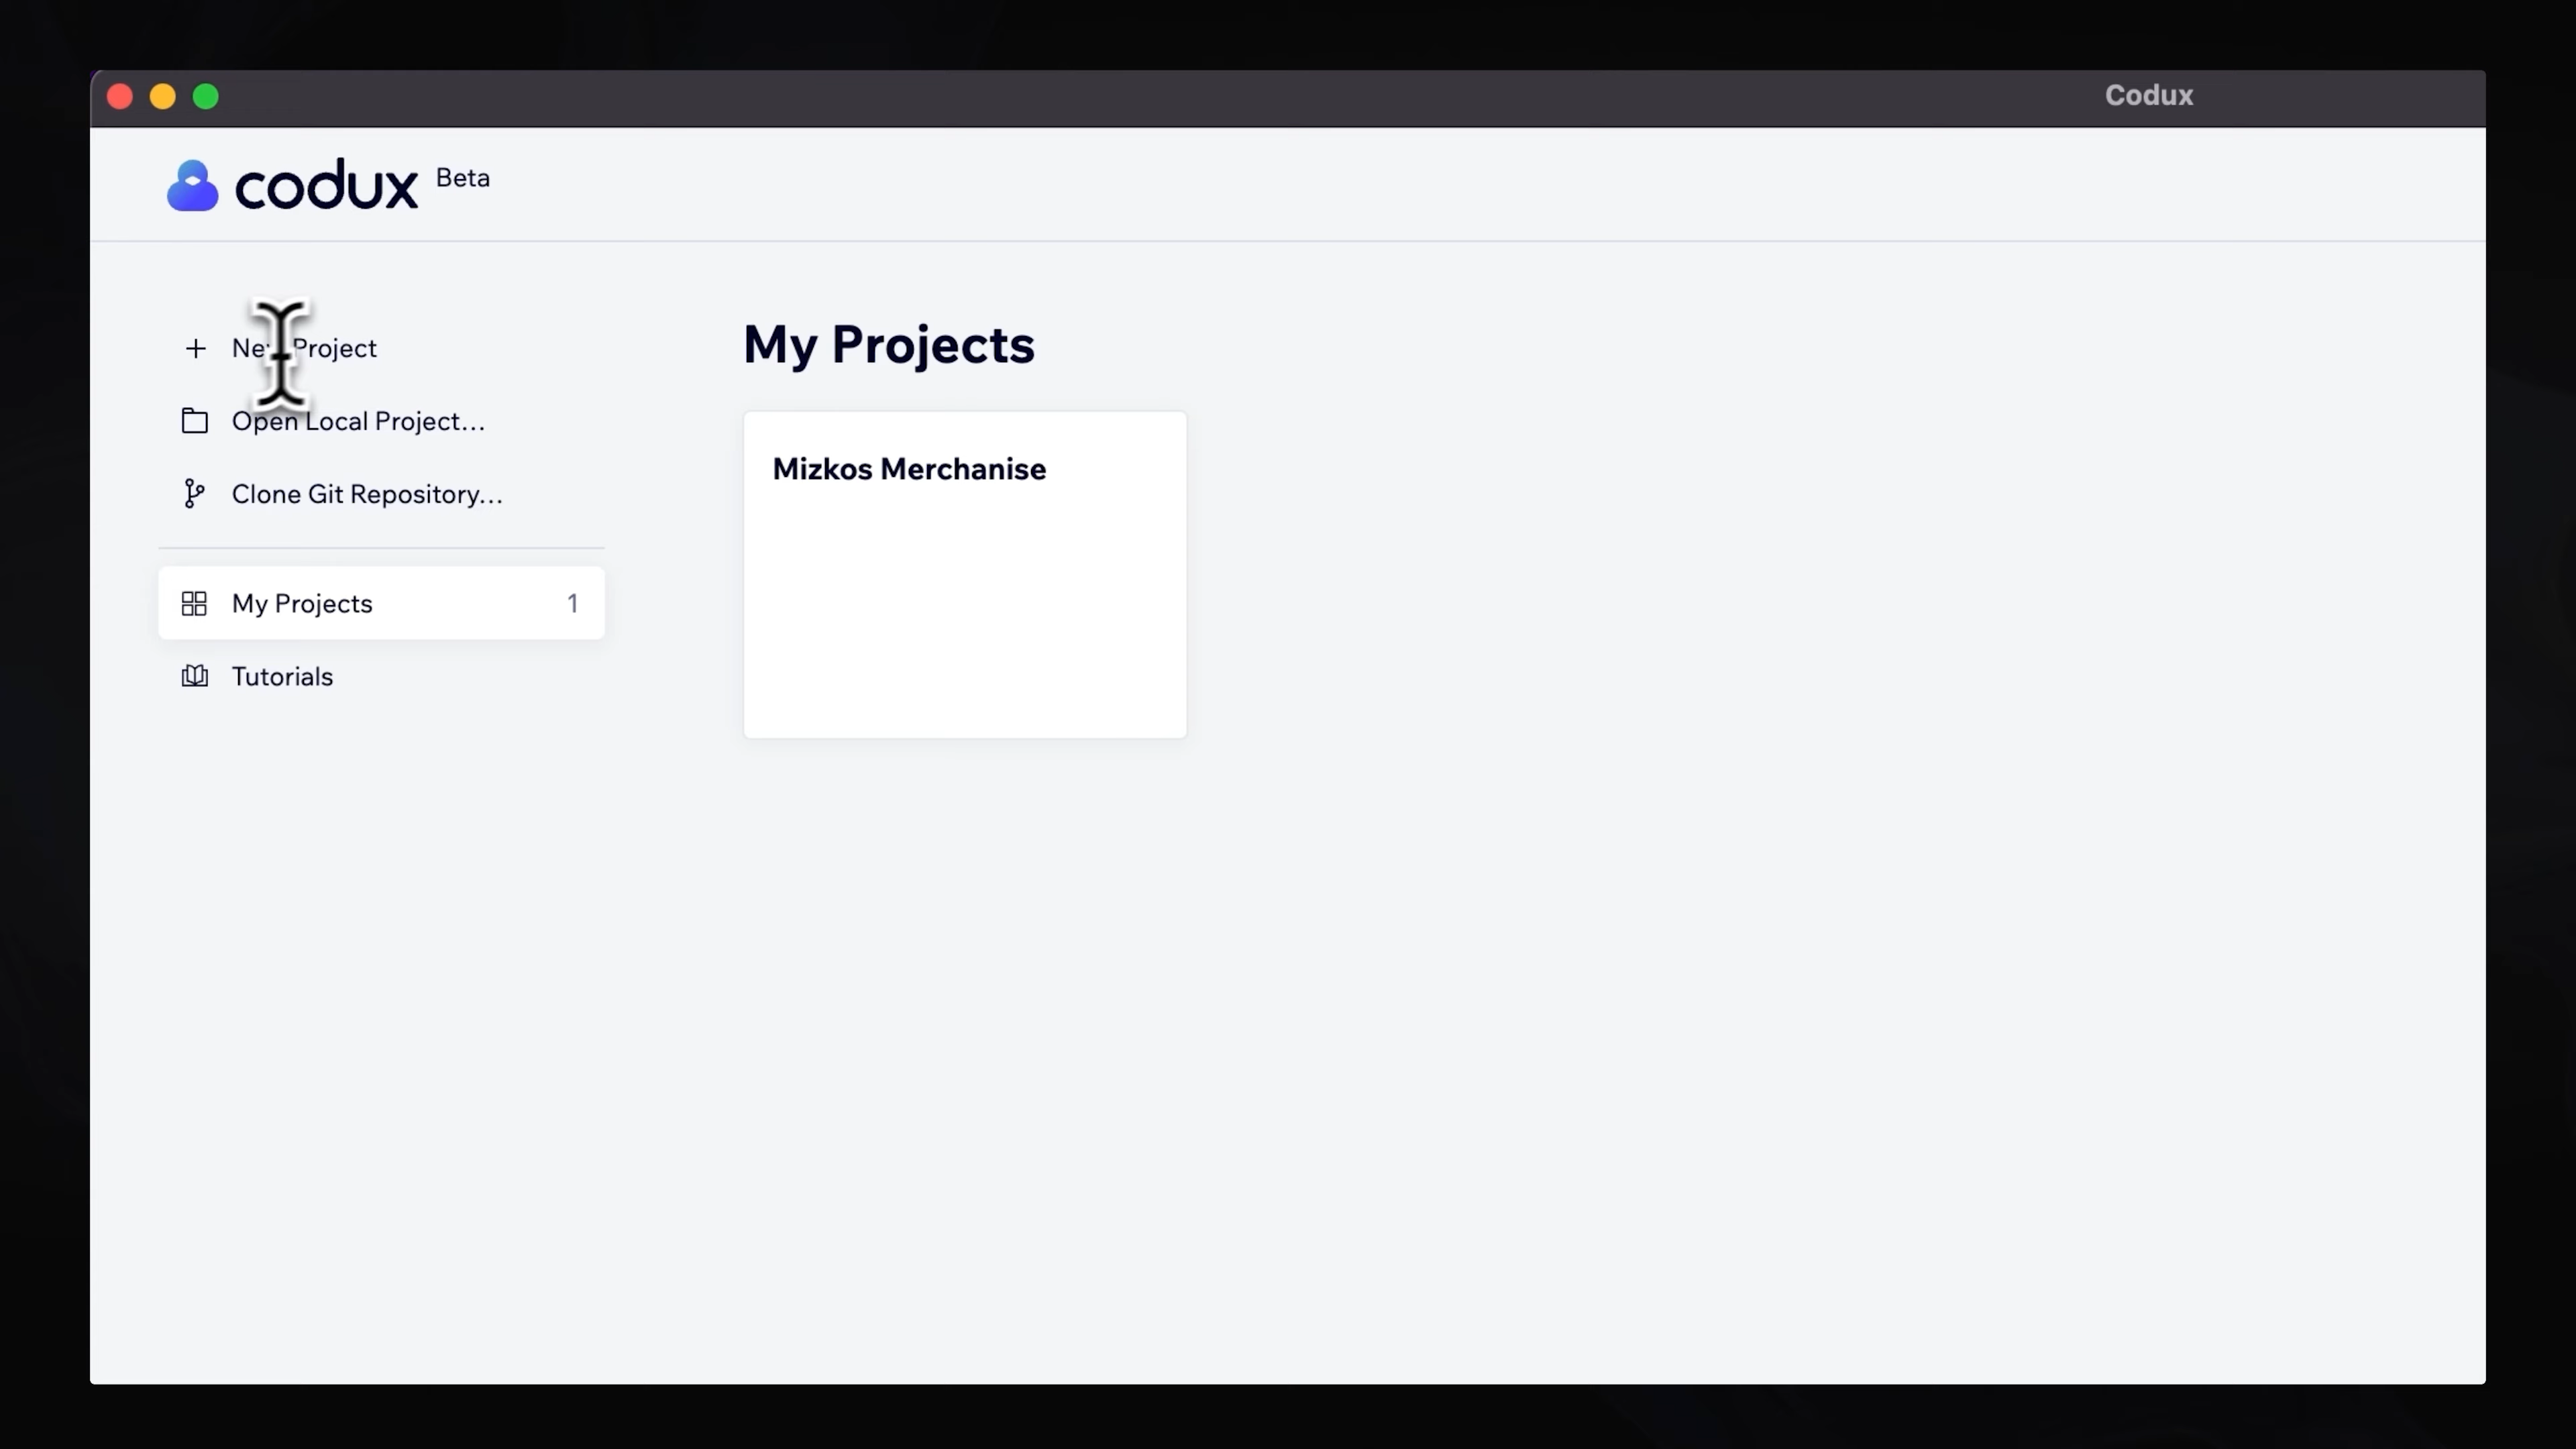 Codux
codux Beta
New Project
Open Local Project...
Clone Git Repository...
My Projects 1
Tutorials
My Projects
Mizkos Merchanise